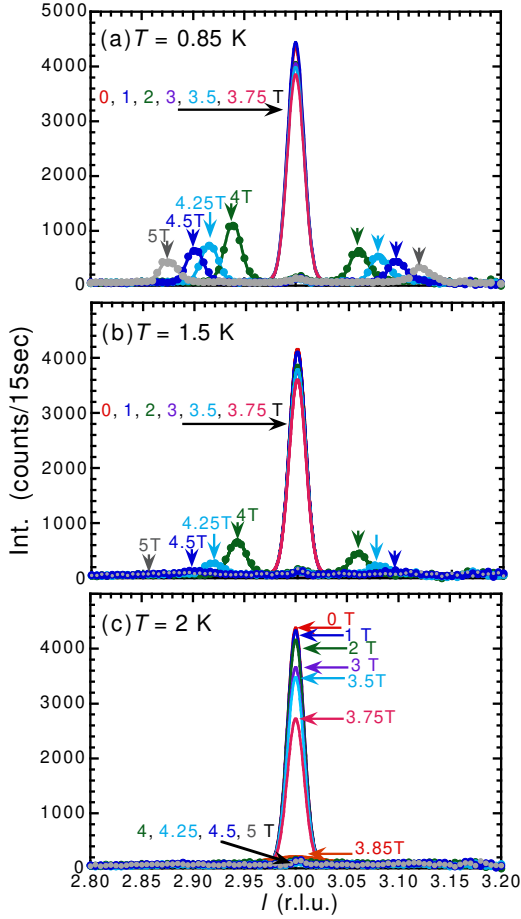 5000
(a) T = 0.85 K
4000
0, 1, 2, 3, 3.5, 3.75 T
3000
2000
4.25T 4T
1000
5T 4.5T
0
(b) T = 1.5 K
4000
0, 1, 2, 3, 3.5, 3.75 T
3000
2000
4.25T 4T
1000
5T 4.5T
0
Int. (counts/15sec)
(c) T = 2 K
0 T
1 T
4000
2 T
3 T
3.5T
3000
3.75T
2000
1000
4, 4.25, 4.5, 5 T
3.85T
0
2.80 2.85 2.90 2.95 3.00 3.05 3.10 3.15 3.20
l (r.l.u.)